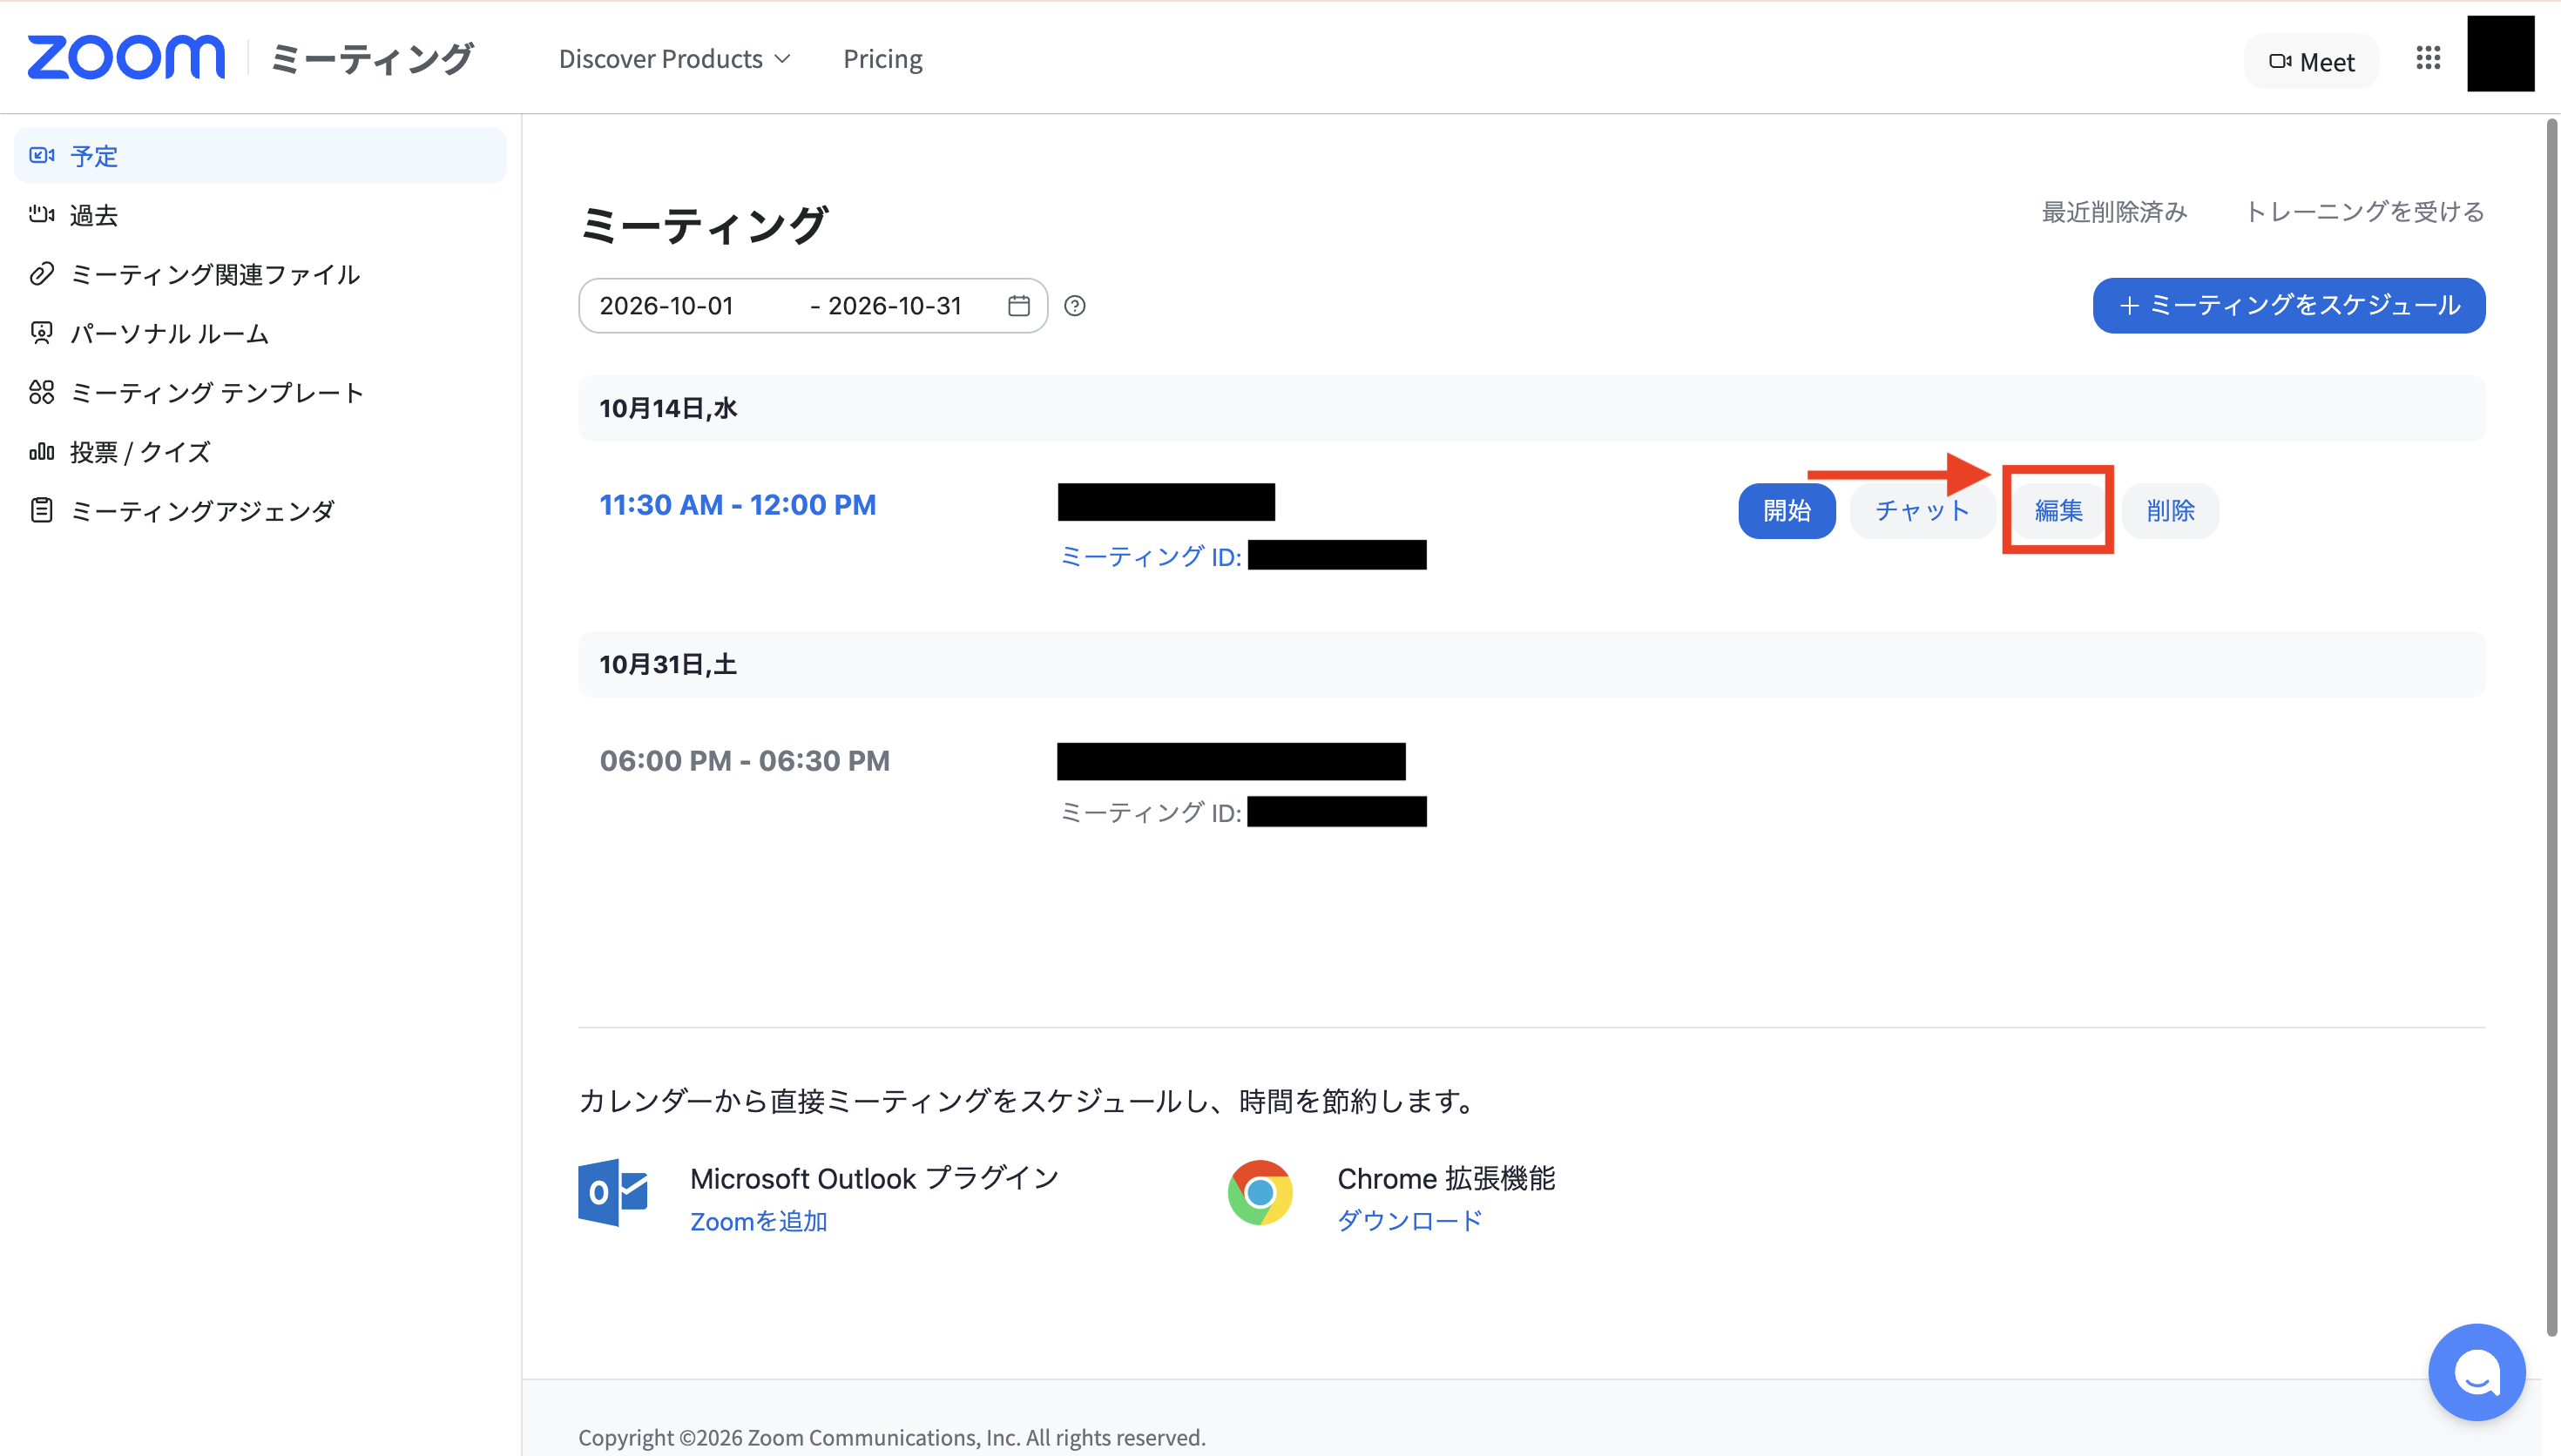 zoom ミーティング Discover Products Pricing Meet
予定
過去
ミーティング関連ファイル
パーソナル ルーム
ミーティング テンプレート
投票 / クイズ
ミーティングアジェンダ
ミーティング
最近削除済み トレーニングを受ける
2026-10-01 - 2026-10-31
+ ミーティングをスケジュール
10月14日,水
11:30 AM - 12:00 PM
ミーティング ID:
開始 チャット 編集 削除
10月31日,土
06:00 PM - 06:30 PM
ミーティング ID:
カレンダーから直接ミーティングをスケジュールし、時間を節約します。
Microsoft Outlook プラグイン
Zoomを追加
Chrome 拡張機能
ダウンロード
Copyright ©2026 Zoom Communications, Inc. All rights reserved.